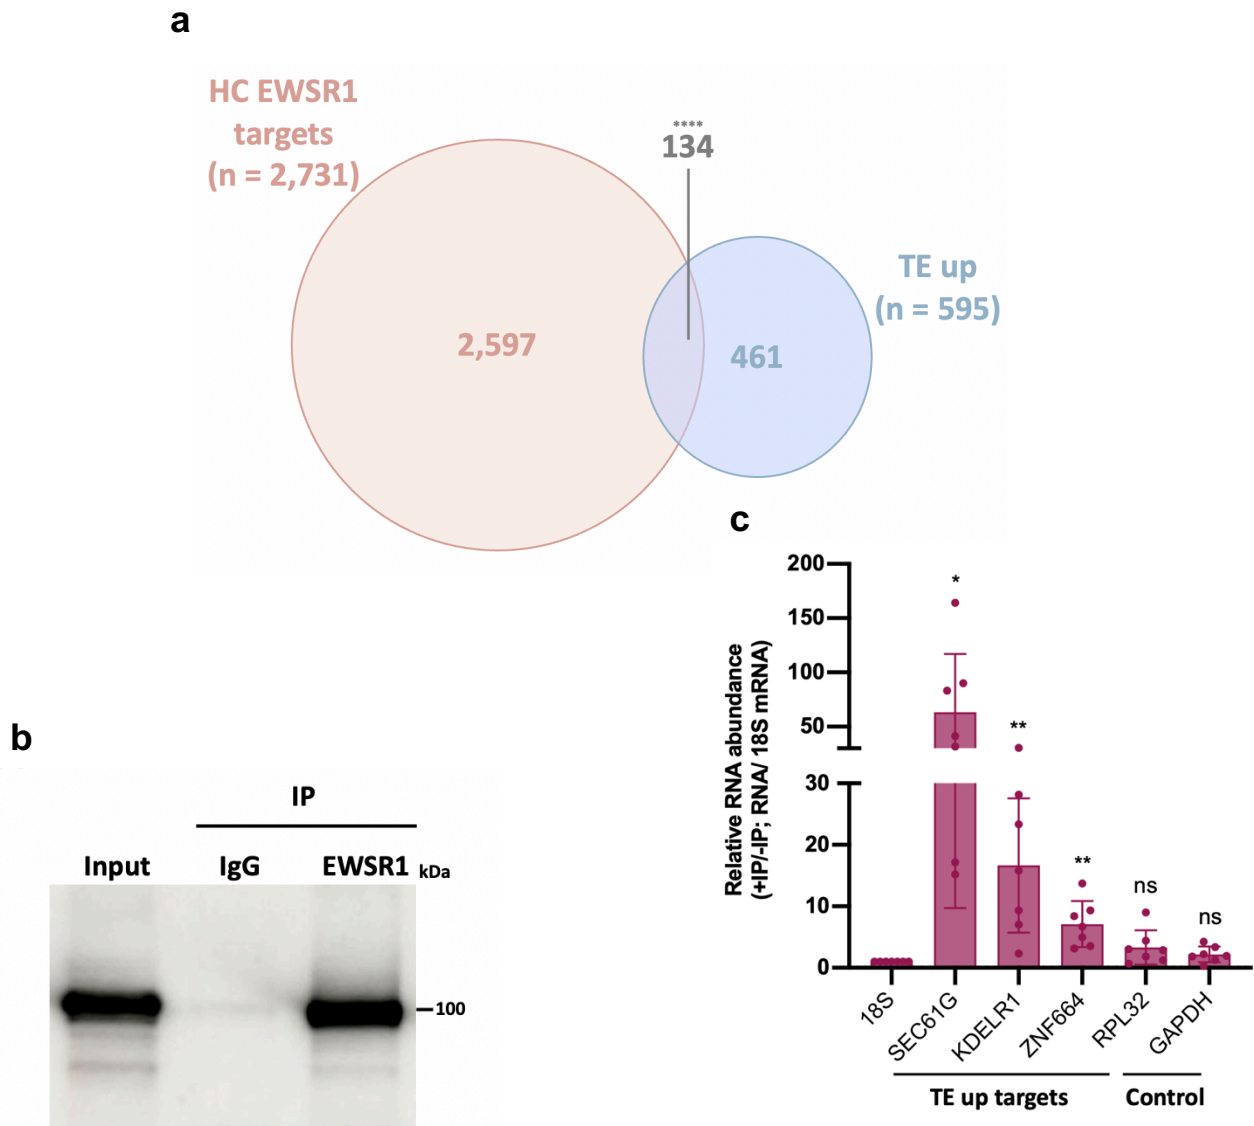 a
HC EWSR1
targets
(n = 2,731)
****
134
2,597
461
TE up
(n = 595)
b
IP
Input IgG EWSR1 kDa
100
c
Relative RNA abundance
(+IP/-IP; RNA/ 18S mRNA)
200
150
100
50
30
20
10
0
*
**
**
ns
ns
18S
SEC61G
KDELR1
ZNF664
RPL32
GAPDH
TE up targets
Control